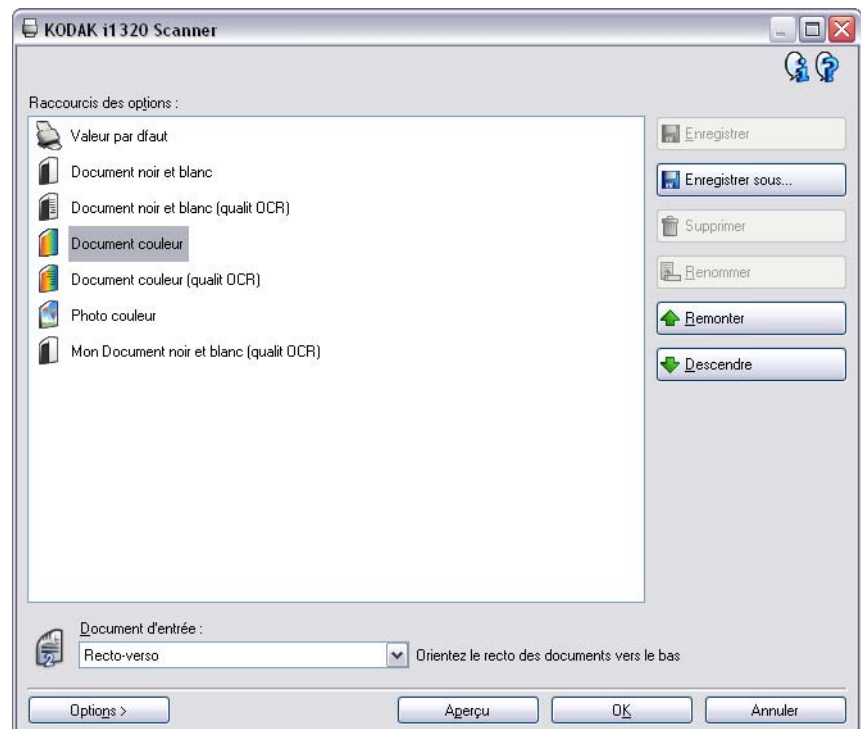 KODAK i1320 Scanner
Raccourcis des options :
Valeur par dfaut
Document noir et blanc
Document noir et blanc (qualit OCR)
Document couleur
Document couleur (qualit OCR)
Photo couleur
Mon Document noir et blanc (qualit OCR)
Enregistrer
Enregistrer sous...
Supprimer
Renommer
Remonter
Descendre
Document d'entrée :
Recto-verso
Orientez le recto des documents vers le bas
Options >
Aperçu
OK
Annuler